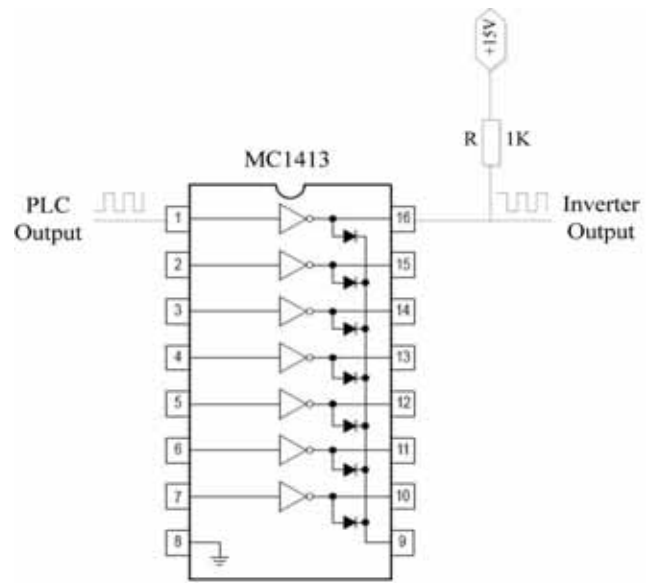 +15V
R 1K
MC1413
PLC
Output
Inverter
Output
1 16
2 15
3 14
4 13
5 12
6 11
7 10
8 9